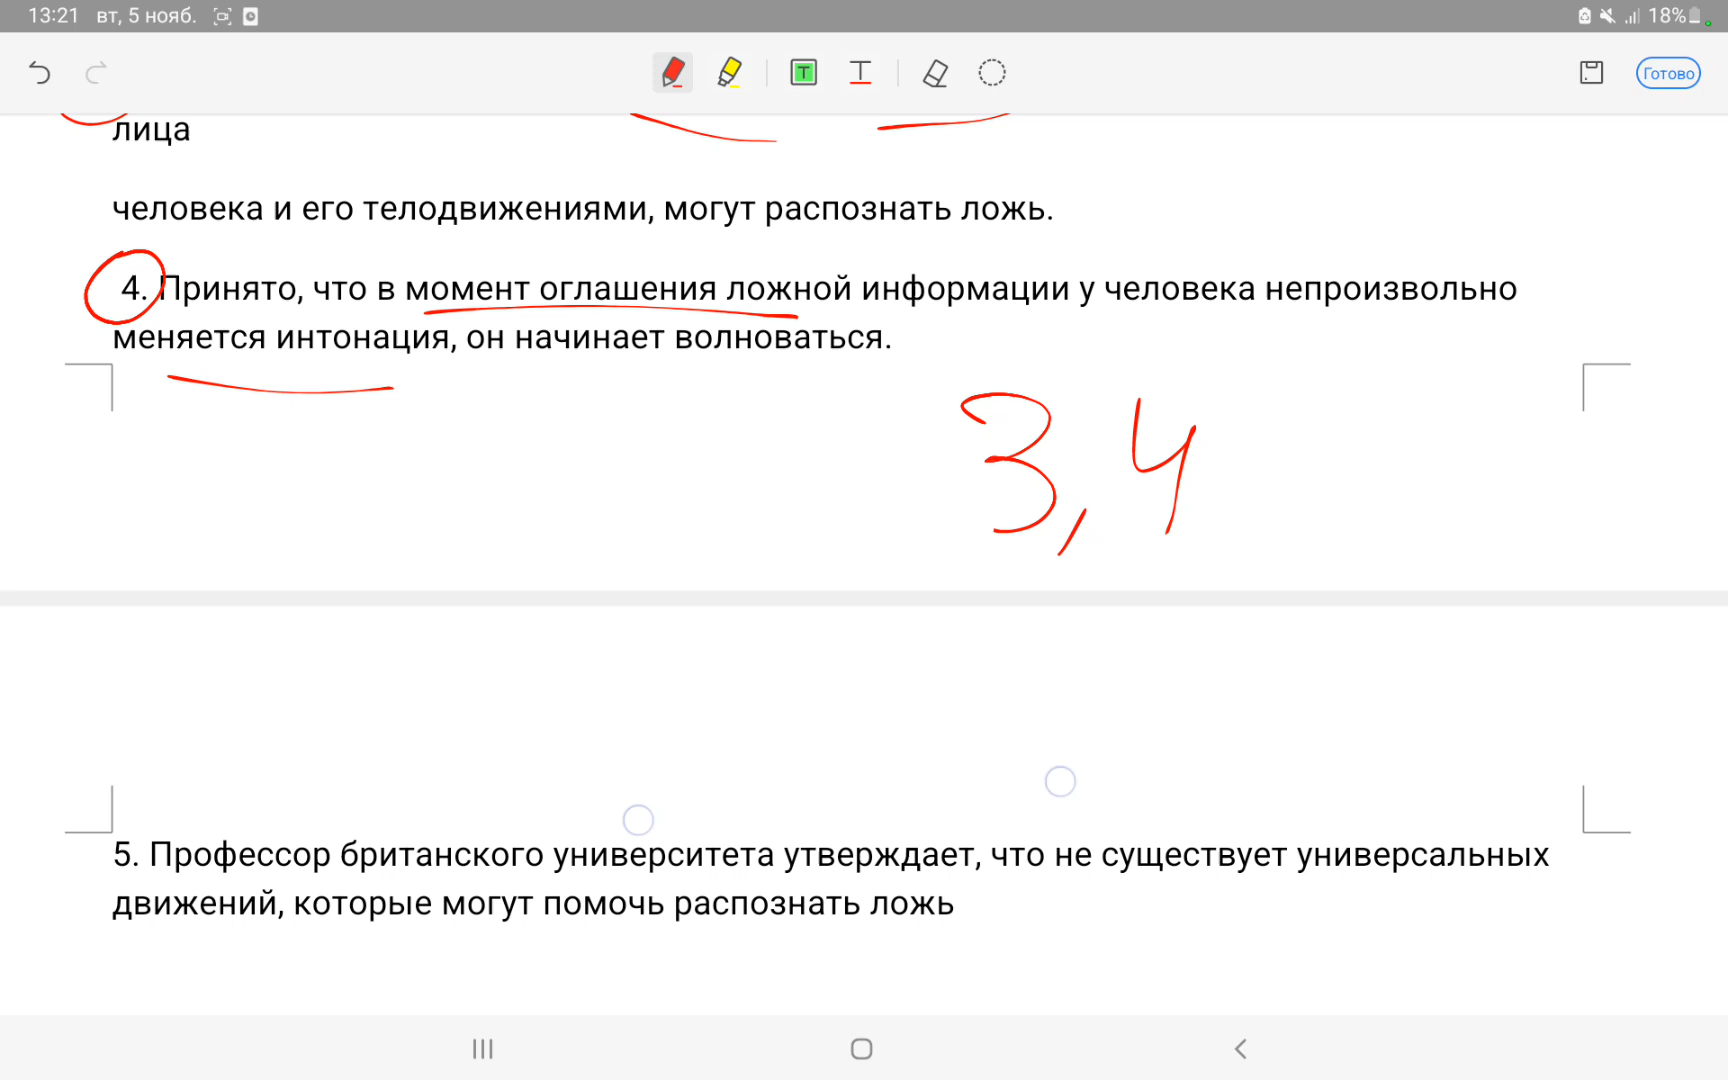 13:21 вт, 5 нояб.
18%
T
T
Готово
лица
человека и его телодвижениями, могут распознать ложь.
4. Принято, что в момент оглашения ложной информации у человека непроизвольно
меняется интонация, он начинает волноваться.
3, 4
5. Профессор британского университета утверждает, что не существует универсальных
движений, которые могут помочь распознать ложь